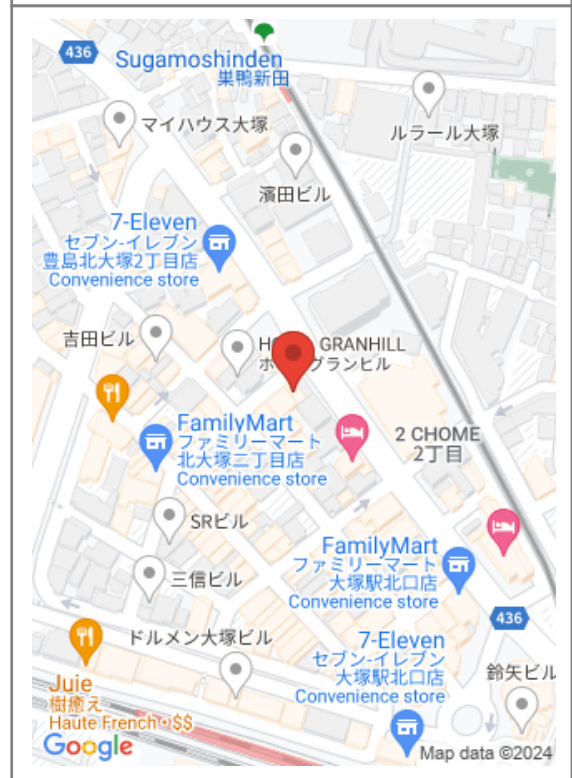 436
Sugamoshinden
巣鴨新田
マイハウス大塚
ルラール大塚
濱田ビル
7-Eleven
セブン-イレブン
豊島北大塚2丁目店
Convenience store
吉田ビル
GRANHILL
グランヒル
FamilyMart
ファミリーマート
北大塚二丁目店
Convenience store
2 CHOME
2丁目
SRビル
FamilyMart
ファミリーマート
大塚駅北口店
Convenience store
三信ビル
436
ドルメン大塚ビル
7-Eleven
セブン-イレブン
大塚駅北口店
Convenience store
鈴矢ビル
Juie
樹癒え
Haute French • $$
Google
Map data ©2024